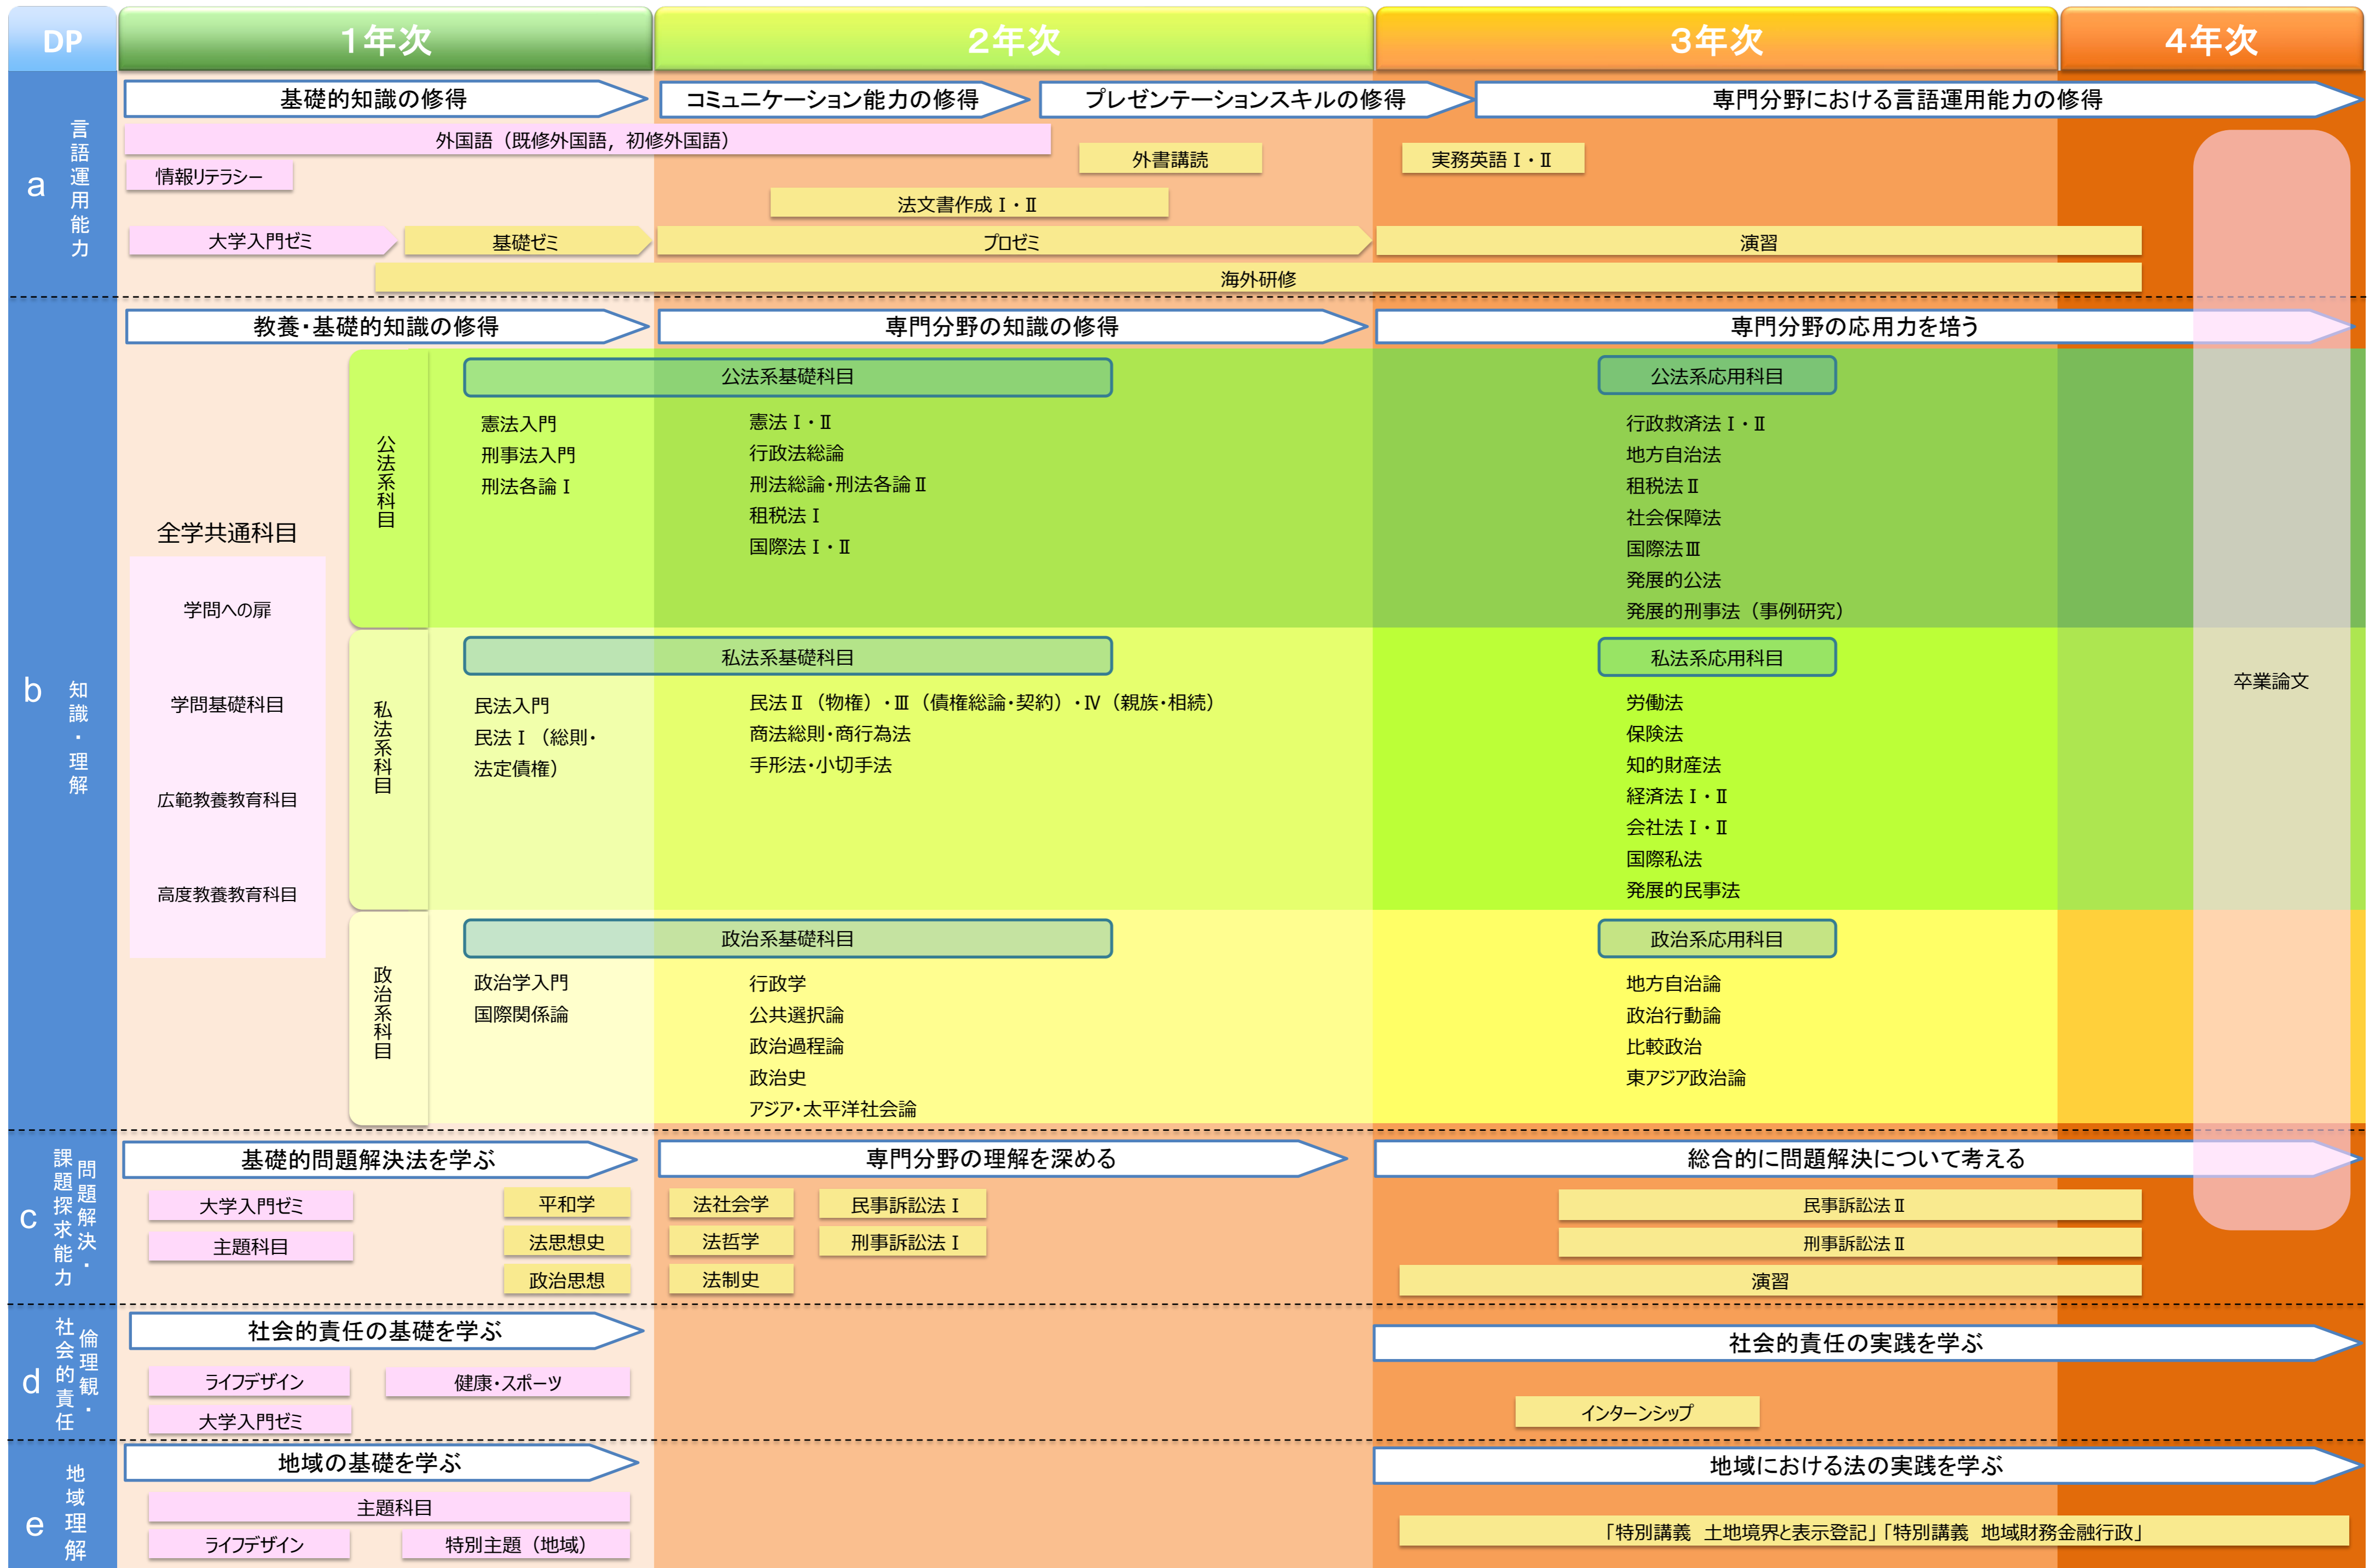 DP
1年次
2年次
3年次
4年次
a
言語運用能力
基礎的知識の修得
コミュニケーション能力の修得
プレゼンテーションスキルの修得
専門分野における言語運用能力の修得
外国語（既修外国語，初修外国語）
情報リテラシー
外書講読
実務英語Ⅰ・Ⅱ
法文書作成Ⅰ・Ⅱ
大学入門ゼミ
基礎ゼミ
プロゼミ
演習
海外研修
b
知識・理解
教養・基礎的知識の修得
専門分野の知識の修得
専門分野の応用力を培う
全学共通科目
学問への扉
学問基礎科目
広範教養教育科目
高度教養教育科目
公法系科目
公法系基礎科目
憲法入門
刑事法入門
刑法各論Ⅰ
憲法Ⅰ・Ⅱ
行政法総論
刑法総論・刑法各論Ⅱ
租税法Ⅰ
国際法Ⅰ・Ⅱ
公法系応用科目
行政救済法Ⅰ・Ⅱ
地方自治法
租税法Ⅱ
社会保障法
国際法Ⅲ
発展的公法
発展的刑事法（事例研究）
私法系科目
私法系基礎科目
民法入門
民法Ⅰ（総則・
法定債権）
民法Ⅱ（物権）・Ⅲ（債権総論・契約）・Ⅳ（親族・相続）
商法総則・商行為法
手形法・小切手法
私法系応用科目
労働法
保険法
知的財産法
経済法Ⅰ・Ⅱ
会社法Ⅰ・Ⅱ
国際私法
発展的民事法
政治系科目
政治系基礎科目
政治学入門
国際関係論
行政学
公共選択論
政治過程論
政治史
アジア・太平洋社会論
政治系応用科目
地方自治論
政治行動論
比較政治
東アジア政治論
卒業論文
c
問題解決・
課題探求能力
基礎的問題解決法を学ぶ
専門分野の理解を深める
総合的に問題解決について考える
大学入門ゼミ
主題科目
平和学
法思想史
政治思想
法社会学
法哲学
法制史
民事訴訟法Ⅰ
刑事訴訟法Ⅰ
民事訴訟法Ⅱ
刑事訴訟法Ⅱ
演習
d
倫理観・
社会的責任
社会的責任の基礎を学ぶ
社会的責任の実践を学ぶ
ライフデザイン
健康・スポーツ
大学入門ゼミ
インターンシップ
e
地域理解
地域の基礎を学ぶ
地域における法の実践を学ぶ
主題科目
ライフデザイン
特別主題（地域）
「特別講義　土地境界と表示登記」「特別講義　地域財務金融行政」